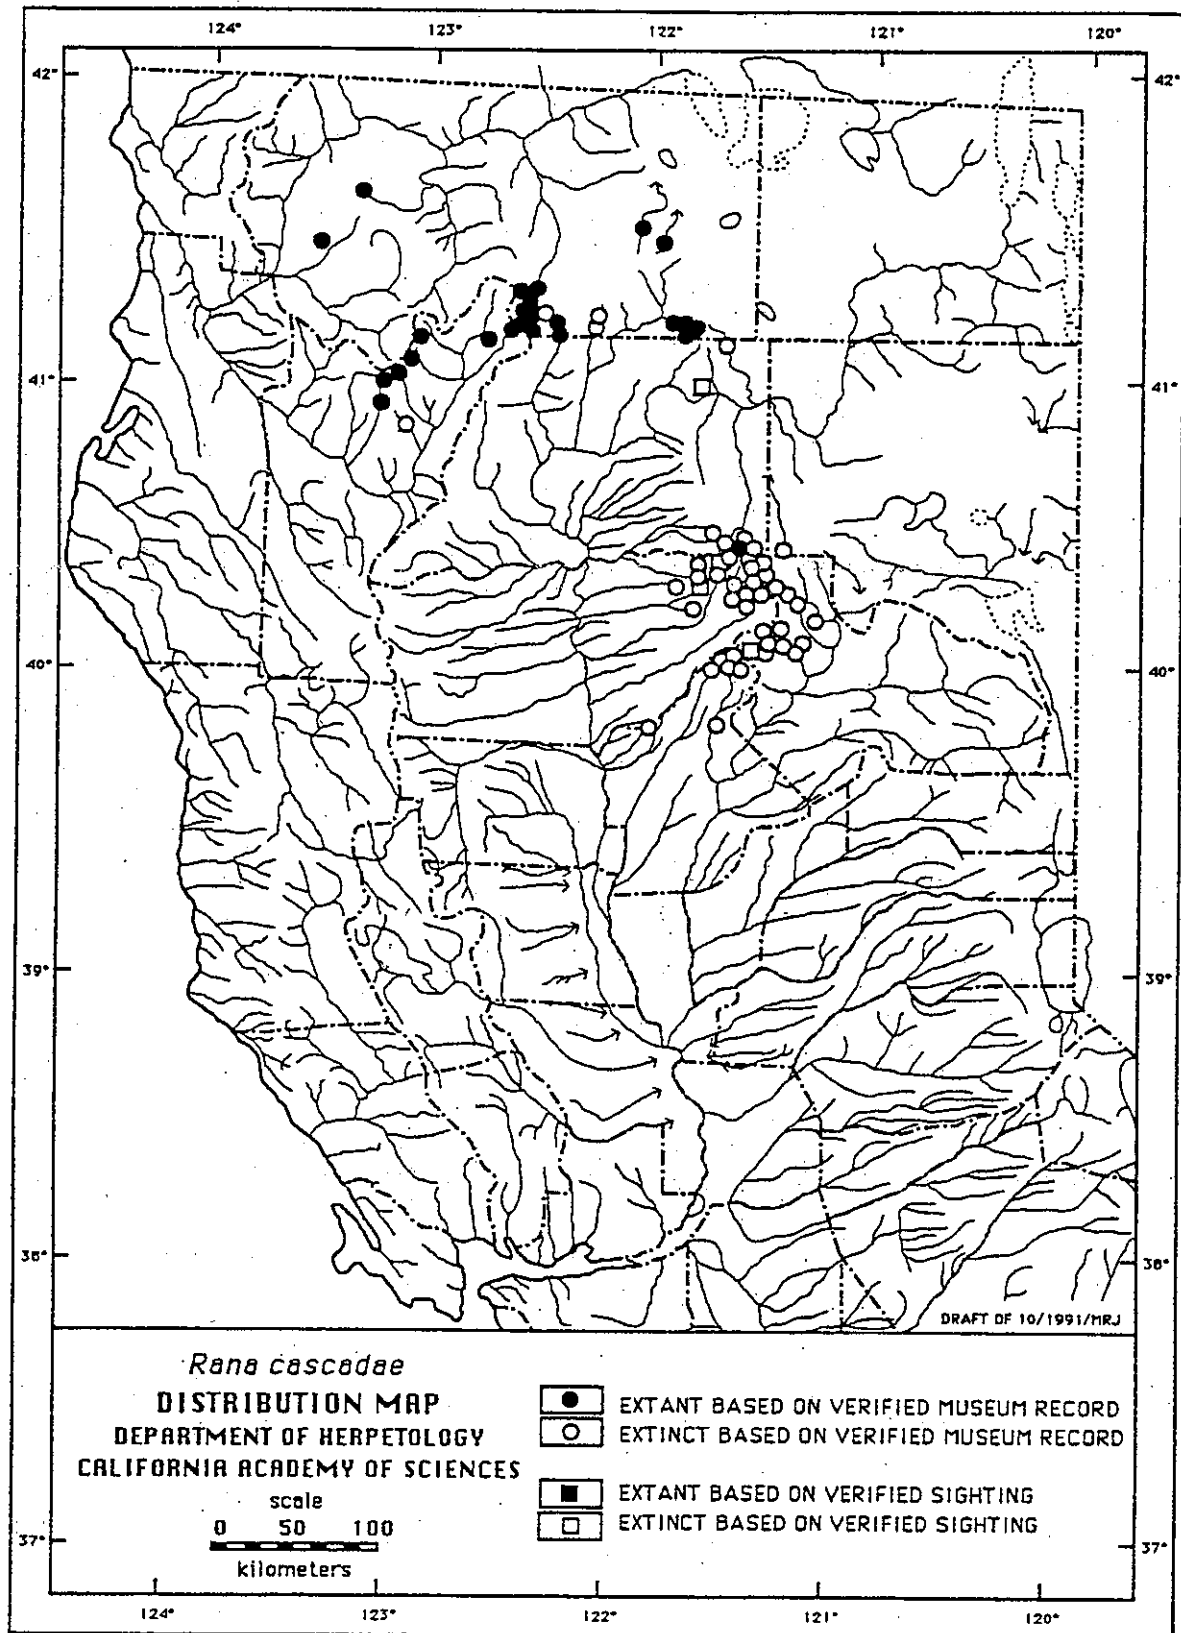 124° 123° 122° 121° 120°
42° 42°
41° 41°
40° 40°
39° 39°
38° 38°
DRAFT OF 10/1991/MRJ
Rana cascadae
DISTRIBUTION MAP
DEPARTMENT OF HERPETOLOGY
CALIFORNIA ACADEMY OF SCIENCES
scale
0 50 100
kilometers
EXTANT BASED ON VERIFIED MUSEUM RECORD
EXTINCT BASED ON VERIFIED MUSEUM RECORD
EXTANT BASED ON VERIFIED SIGHTING
EXTINCT BASED ON VERIFIED SIGHTING
37° 37°
124° 123° 122° 121° 120°